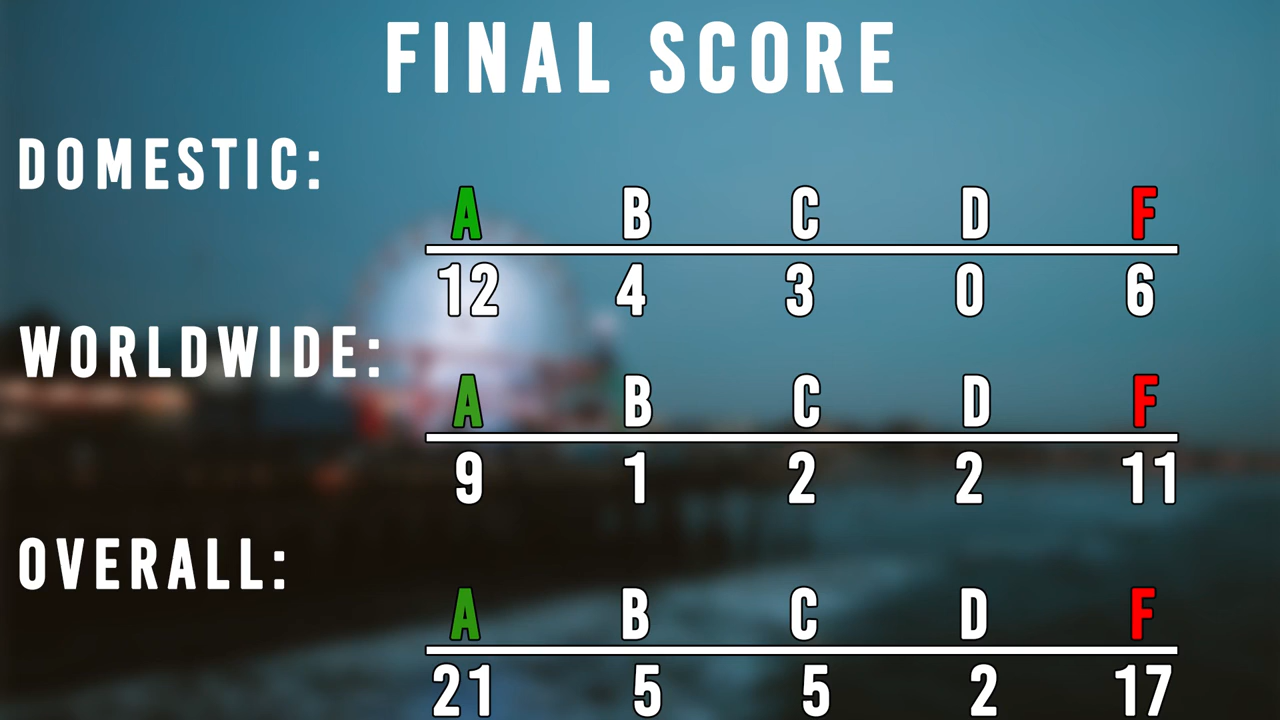 FINAL SCORE
DOMESTIC:
A B C D F
12 4 3 0 6
WORLDWIDE:
A B C D F
9 1 2 2 11
OVERALL:
A B C D F
21 5 5 2 17